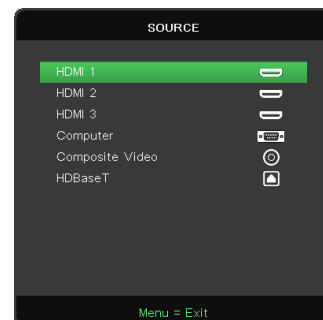 SOURCE
HDMI 1
HDMI 2
HDMI 3
Computer
Composite Video
HDBaseT
Menu = Exit